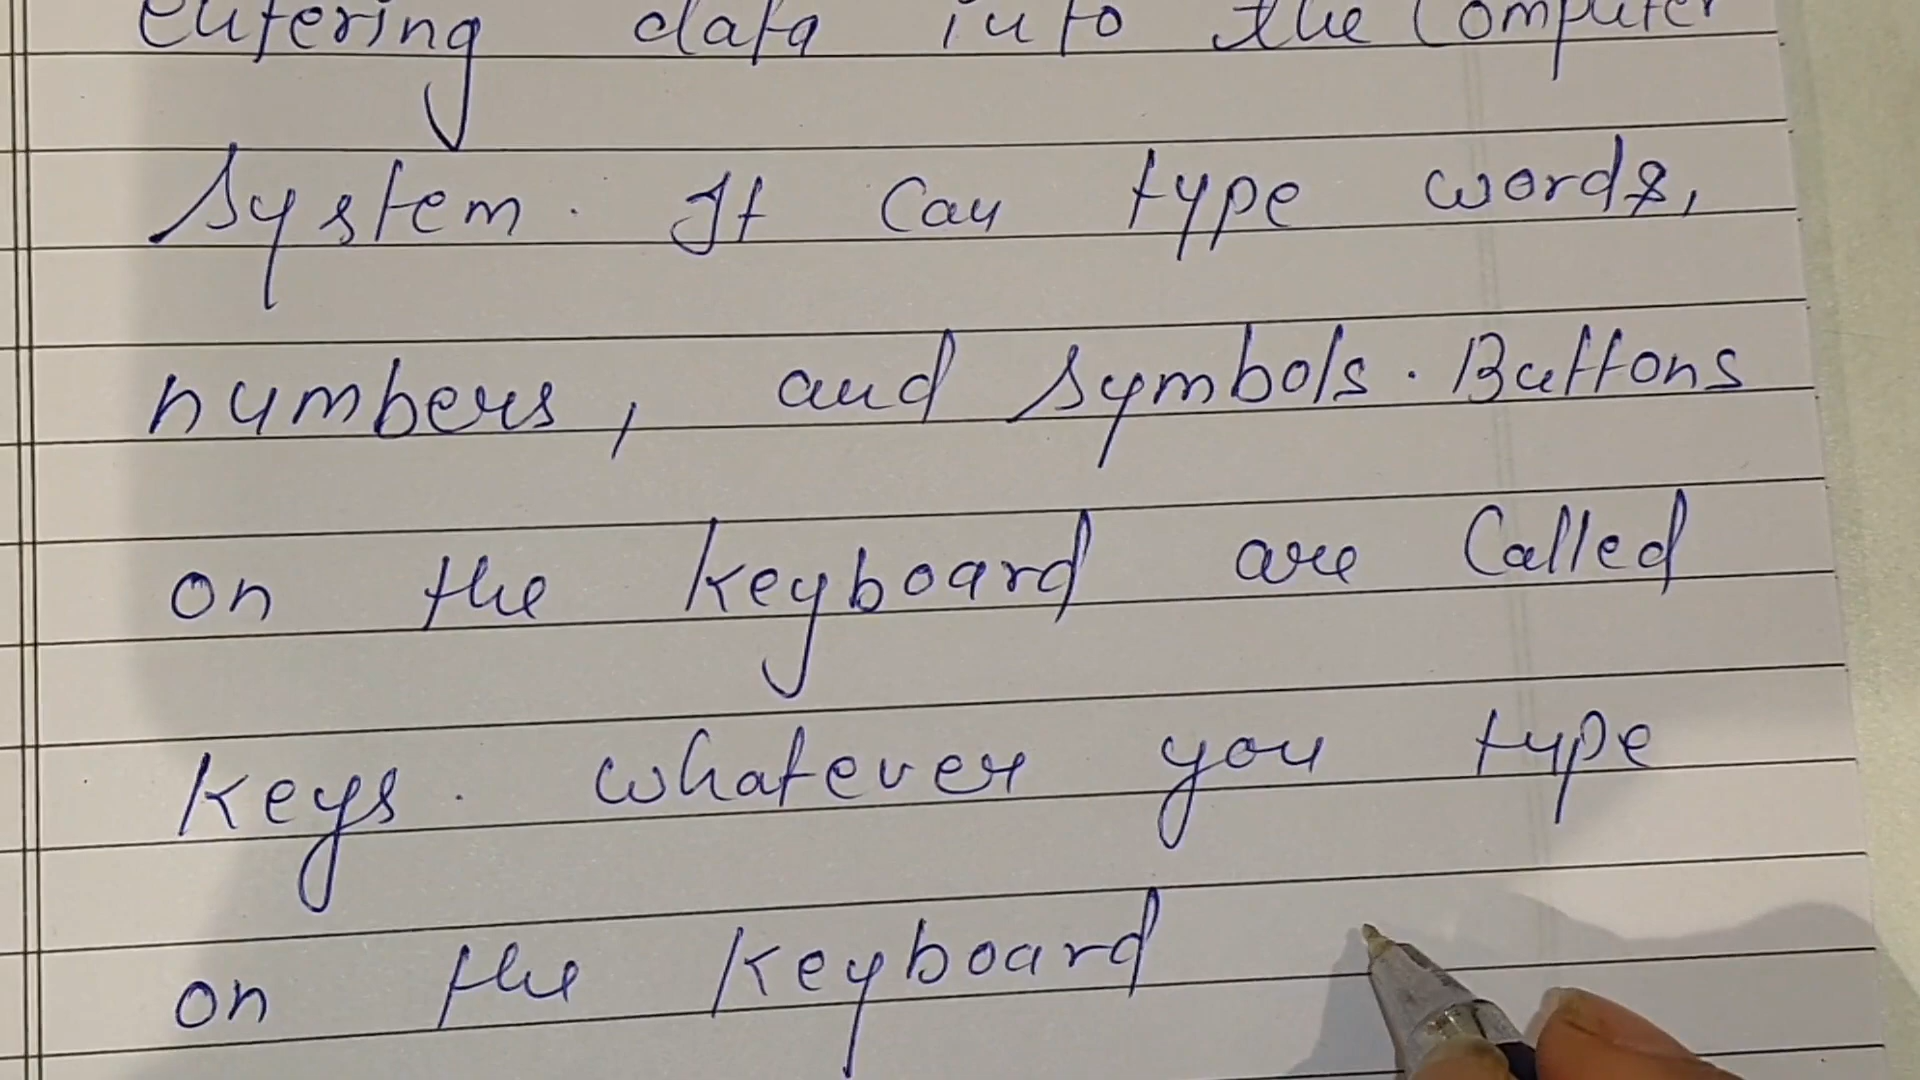 entering data into the Computer
System. It Can type words,
numbers, and Symbols. Buttons
on the keyboard are Called
keys. whatever you type
on the keyboard